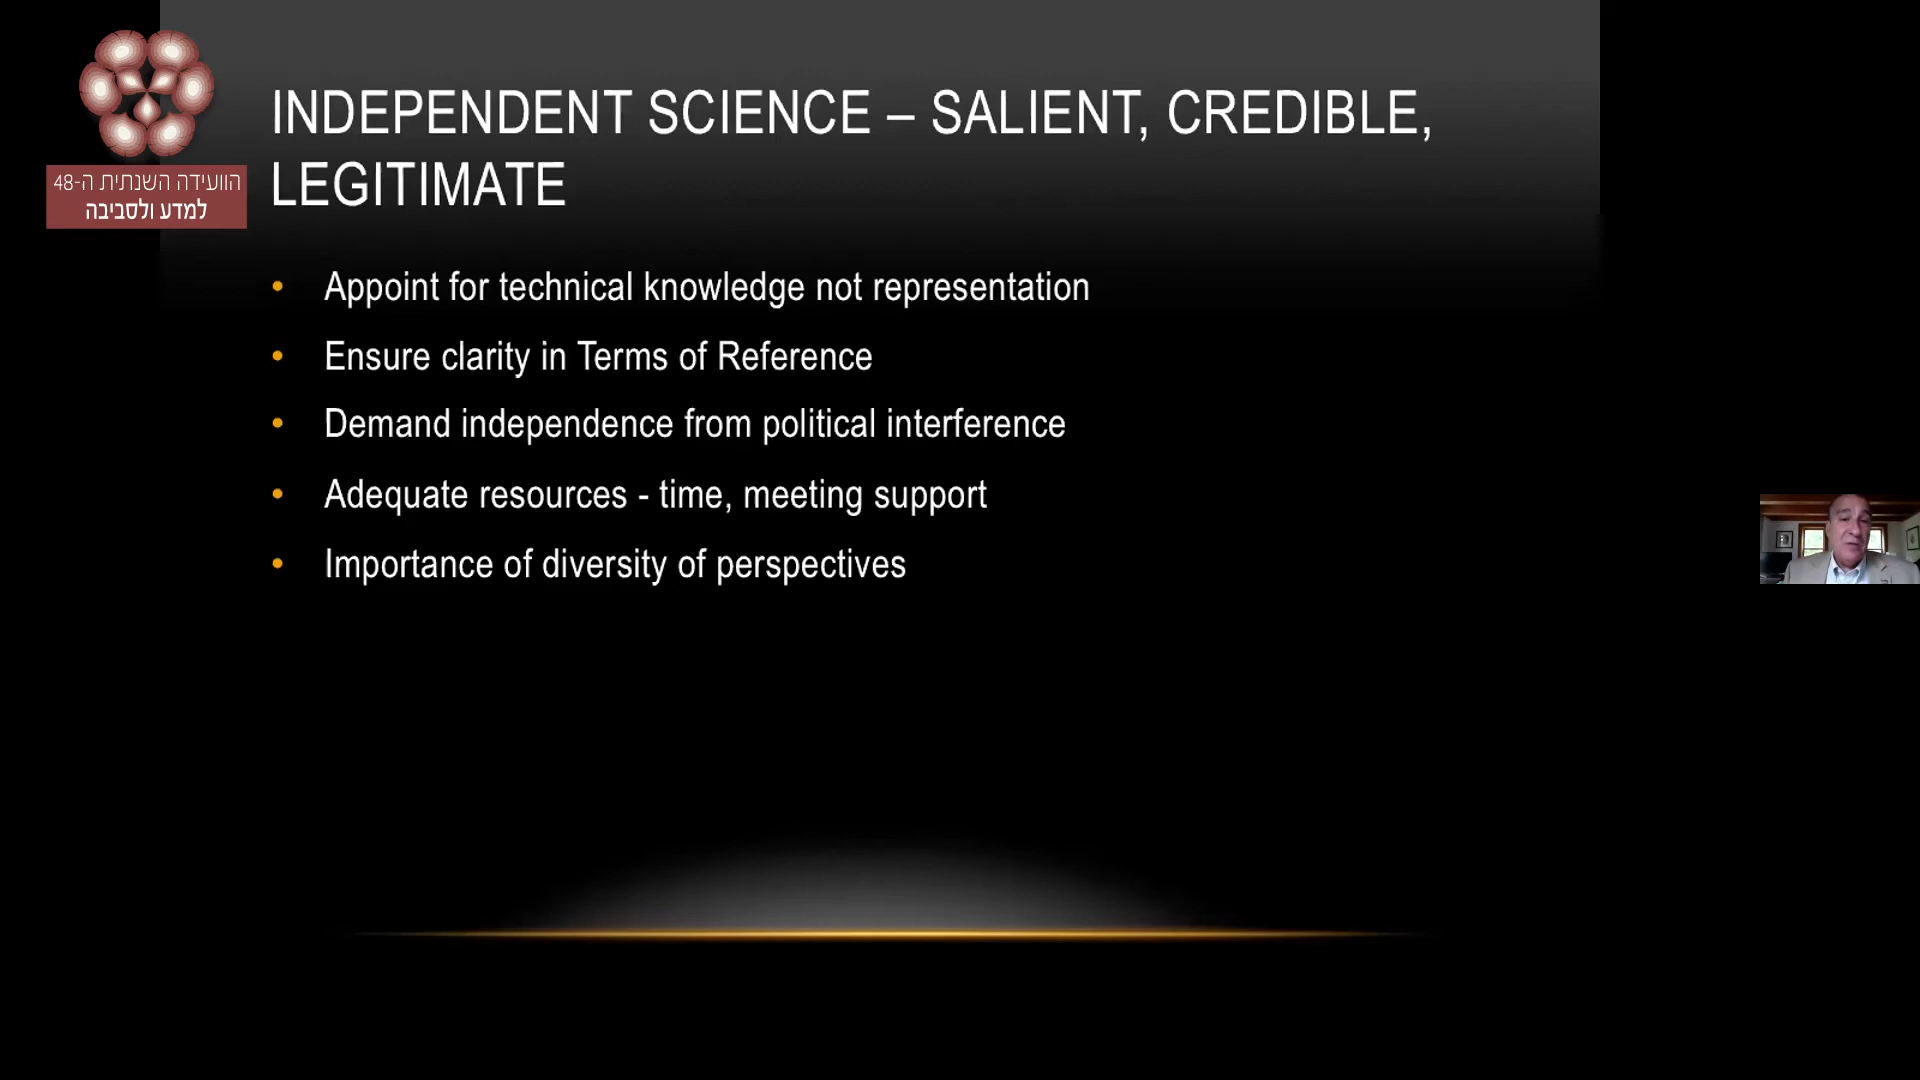 הוועידה השנתית ה-48
למדע ולסביבה
INDEPENDENT SCIENCE – SALIENT, CREDIBLE,
LEGITIMATE
• Appoint for technical knowledge not representation
• Ensure clarity in Terms of Reference
• Demand independence from political interference
• Adequate resources - time, meeting support
• Importance of diversity of perspectives